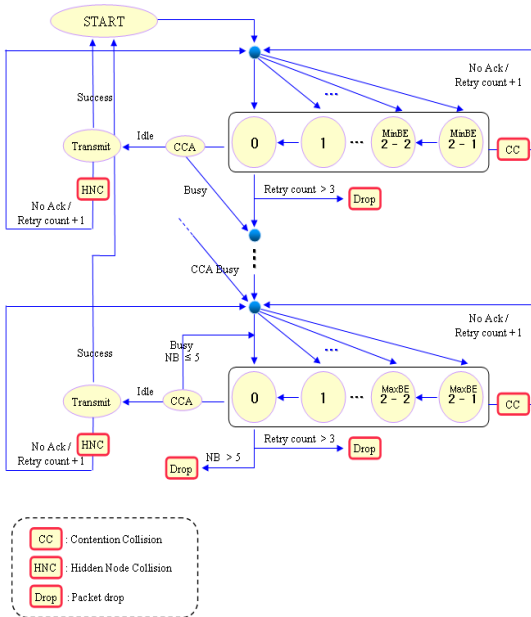 START
No Ack /
Retry count + 1
...
Success
Idle
Transmit
CCA
0
1
...
MinBE
2 - 2
MinBE
2 - 1
CC
HNC
Busy
Retry count > 3
Drop
No Ack /
Retry count + 1
CCA Busy
No Ack /
Retry count + 1
Busy
NB ≤ 5
...
Success
Idle
Transmit
CCA
0
1
...
MaxBE
2 - 2
MaxBE
2 - 1
CC
HNC
No Ack /
Retry count + 1
Retry count > 3
Drop
NB > 5
Drop
CC : Contention Collision
HNC : Hidden Node Collision
Drop : Packet drop